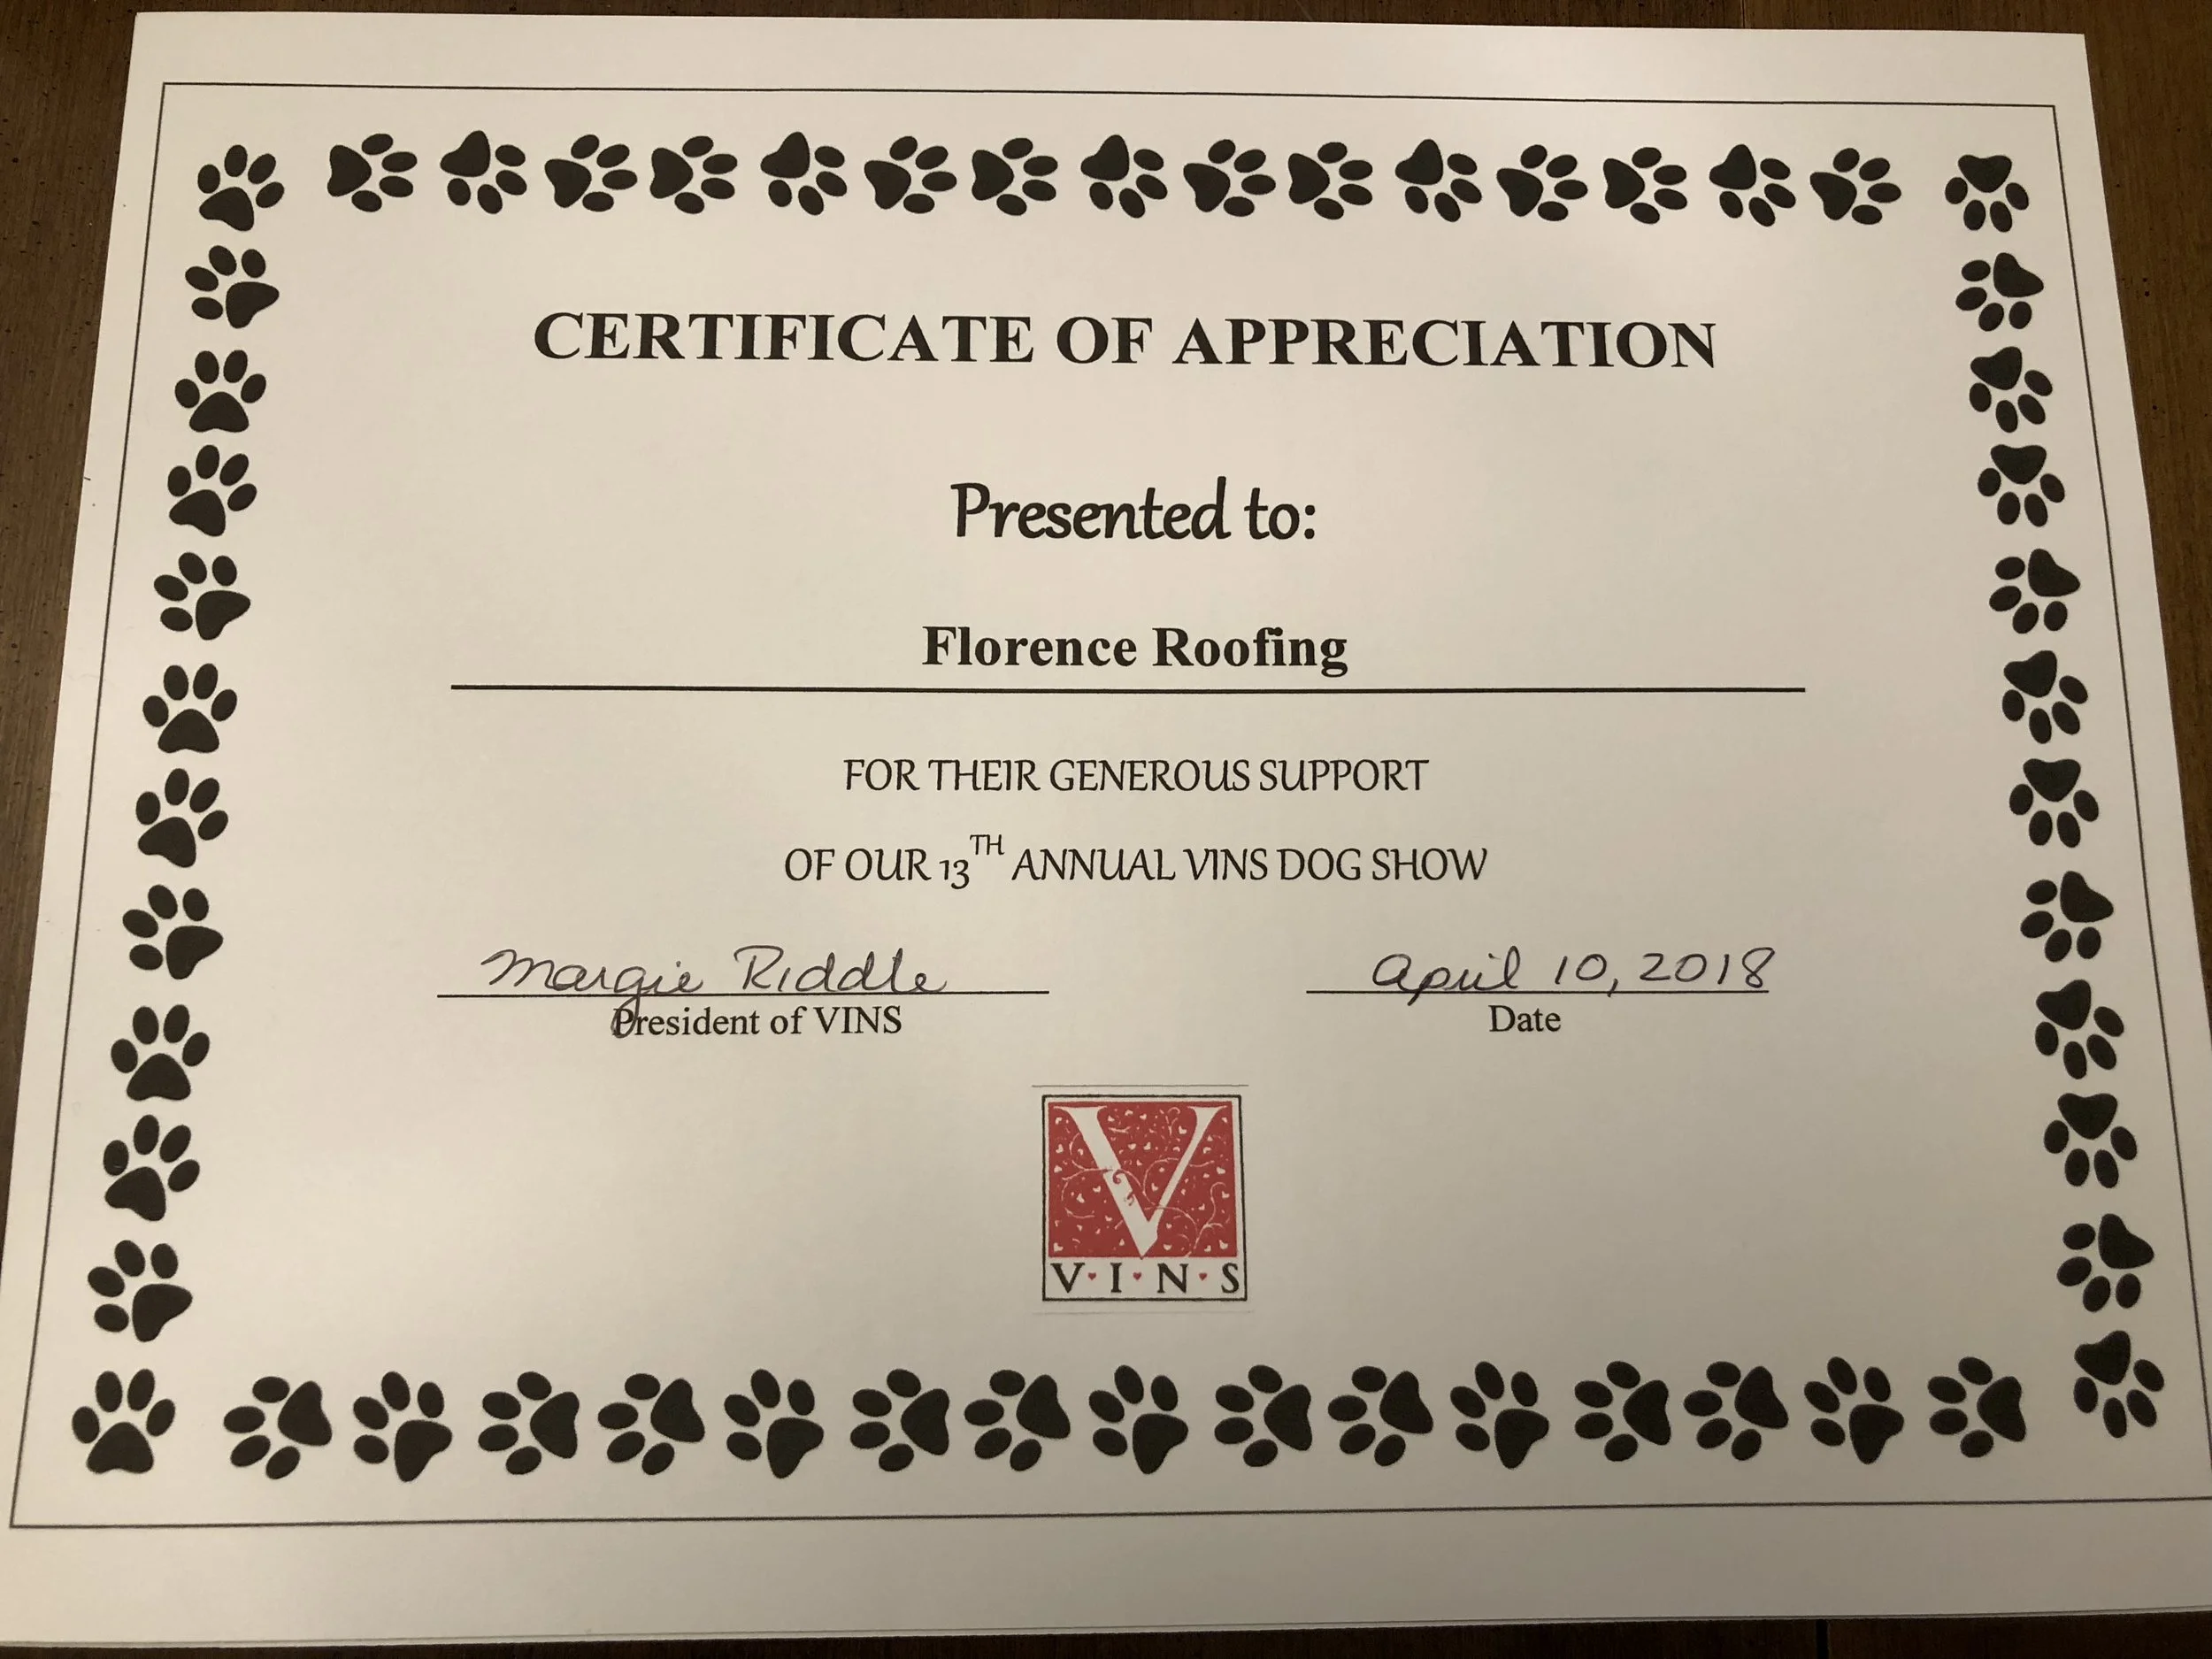 CERTIFICATE OF APPRECIATION
Presented to:
Florence Roofing
FOR THEIR GENEROUS SUPPORT
OF OUR 13TH ANNUAL VINS DOG SHOW
Margie Riddle April 10, 2018
President of VINS Date
V
V·I·N·S